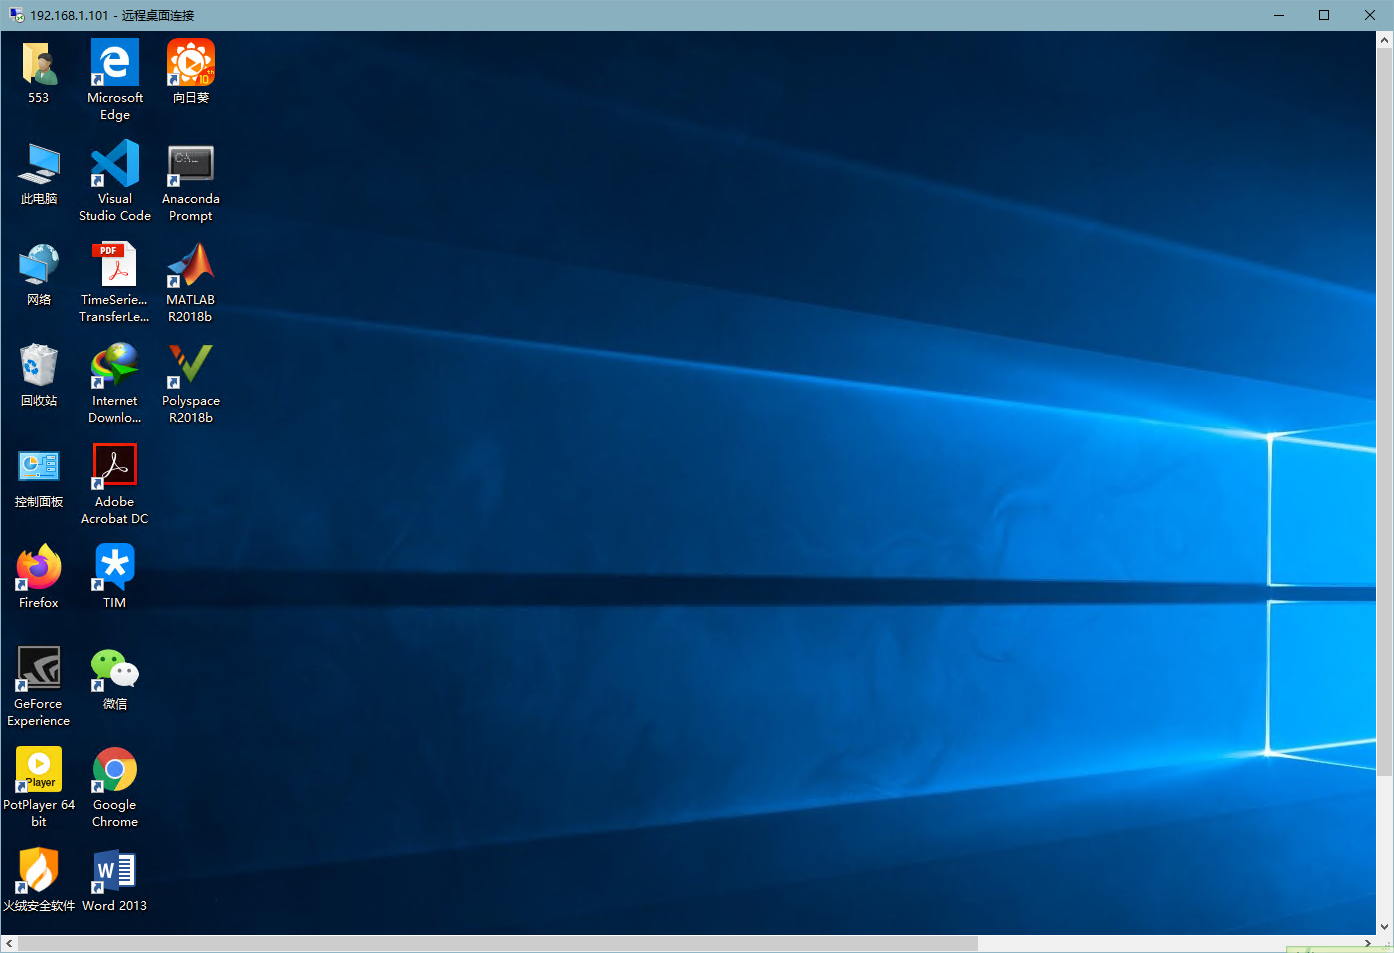 192.168.1.101 - 远程桌面连接
553
Microsoft
Edge
10th
向日葵
此电脑
Visual
Studio Code
C:\...
Anaconda
Prompt
网络
PDF
TimeSerie...
TransferLe...
MATLAB
R2018b
回收站
Internet
Downlo...
Polyspace
R2018b
控制面板
Adobe
Acrobat DC
Firefox
TIM
GeForce
Experience
微信
Player
PotPlayer 64
bit
Google
Chrome
火绒安全软件
W
Word 2013